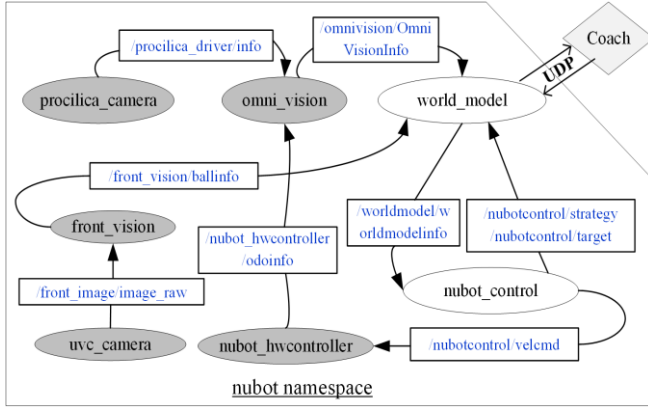 /procilica_driver/info
/omnivision/Omni
VisionInfo
Coach
UDP
procilica_camera
omni_vision
world_model
/front_vision/ballinfo
front_vision
/nubot_hwcontroller
/odoinfo
/worldmodel/w
orldmodelinfo
/nubotcontrol/strategy
/nubotcontrol/target
/front_image/image_raw
nubot_control
uvc_camera
nubot_hwcontroller
/nubotcontrol/velcmd
nubot namespace